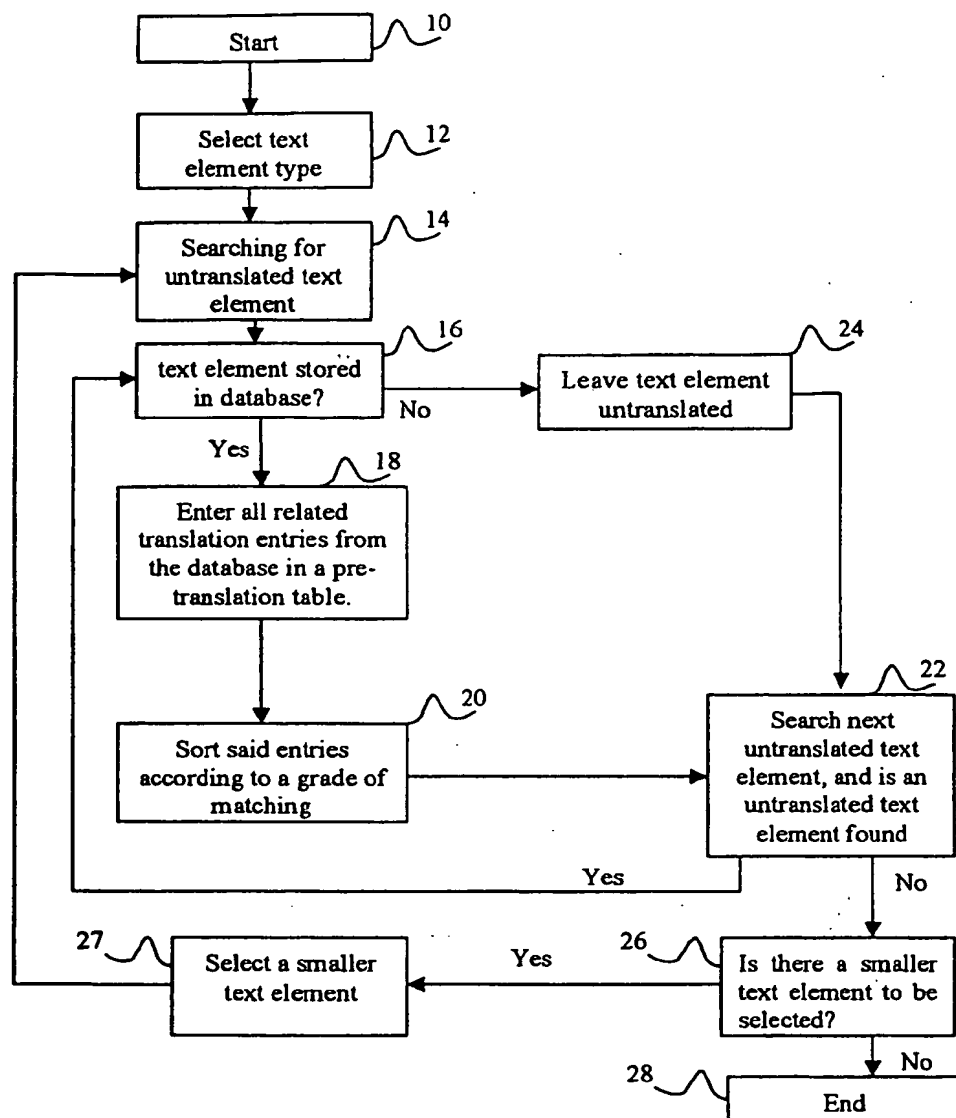 10
Start
12
Select text
element type
14
Searching for
untranslated text
element
16
text element stored
in database?
24
Leave text element
untranslated
No
Yes
18
Enter all related
translation entries from
the database in a pre-
translation table.
20
Sort said entries
according to a grade of
matching
22
Search next
untranslated text
element, and is an
untranslated text
element found
Yes
No
27
Select a smaller
text element
Yes
26
Is there a smaller
text element to be
selected?
No
28
End